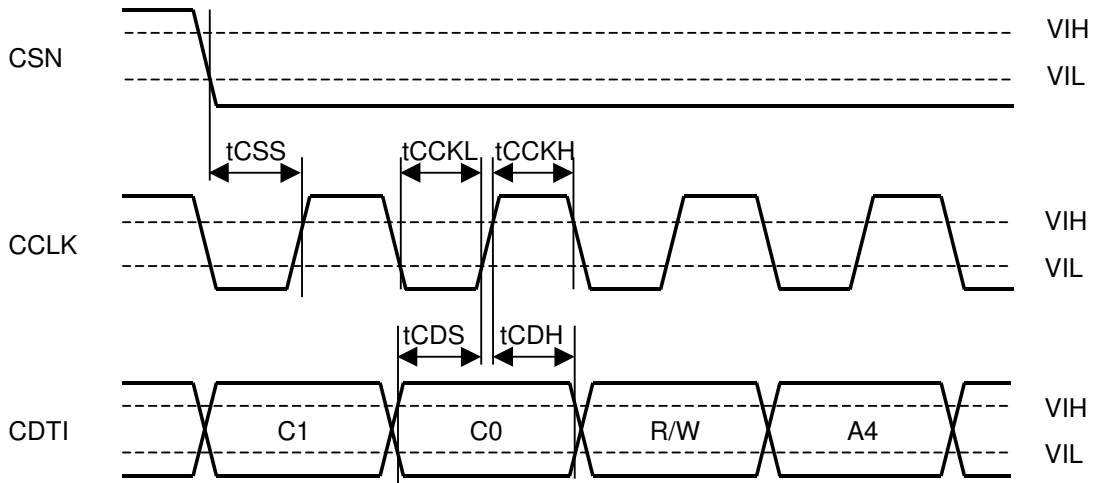 CSN
VIH
VIL
tCSS
tCCKL
tCCKH
CCLK
VIH
VIL
tCDS
tCDH
CDTI
C1
C0
R/W
A4
VIH
VIL